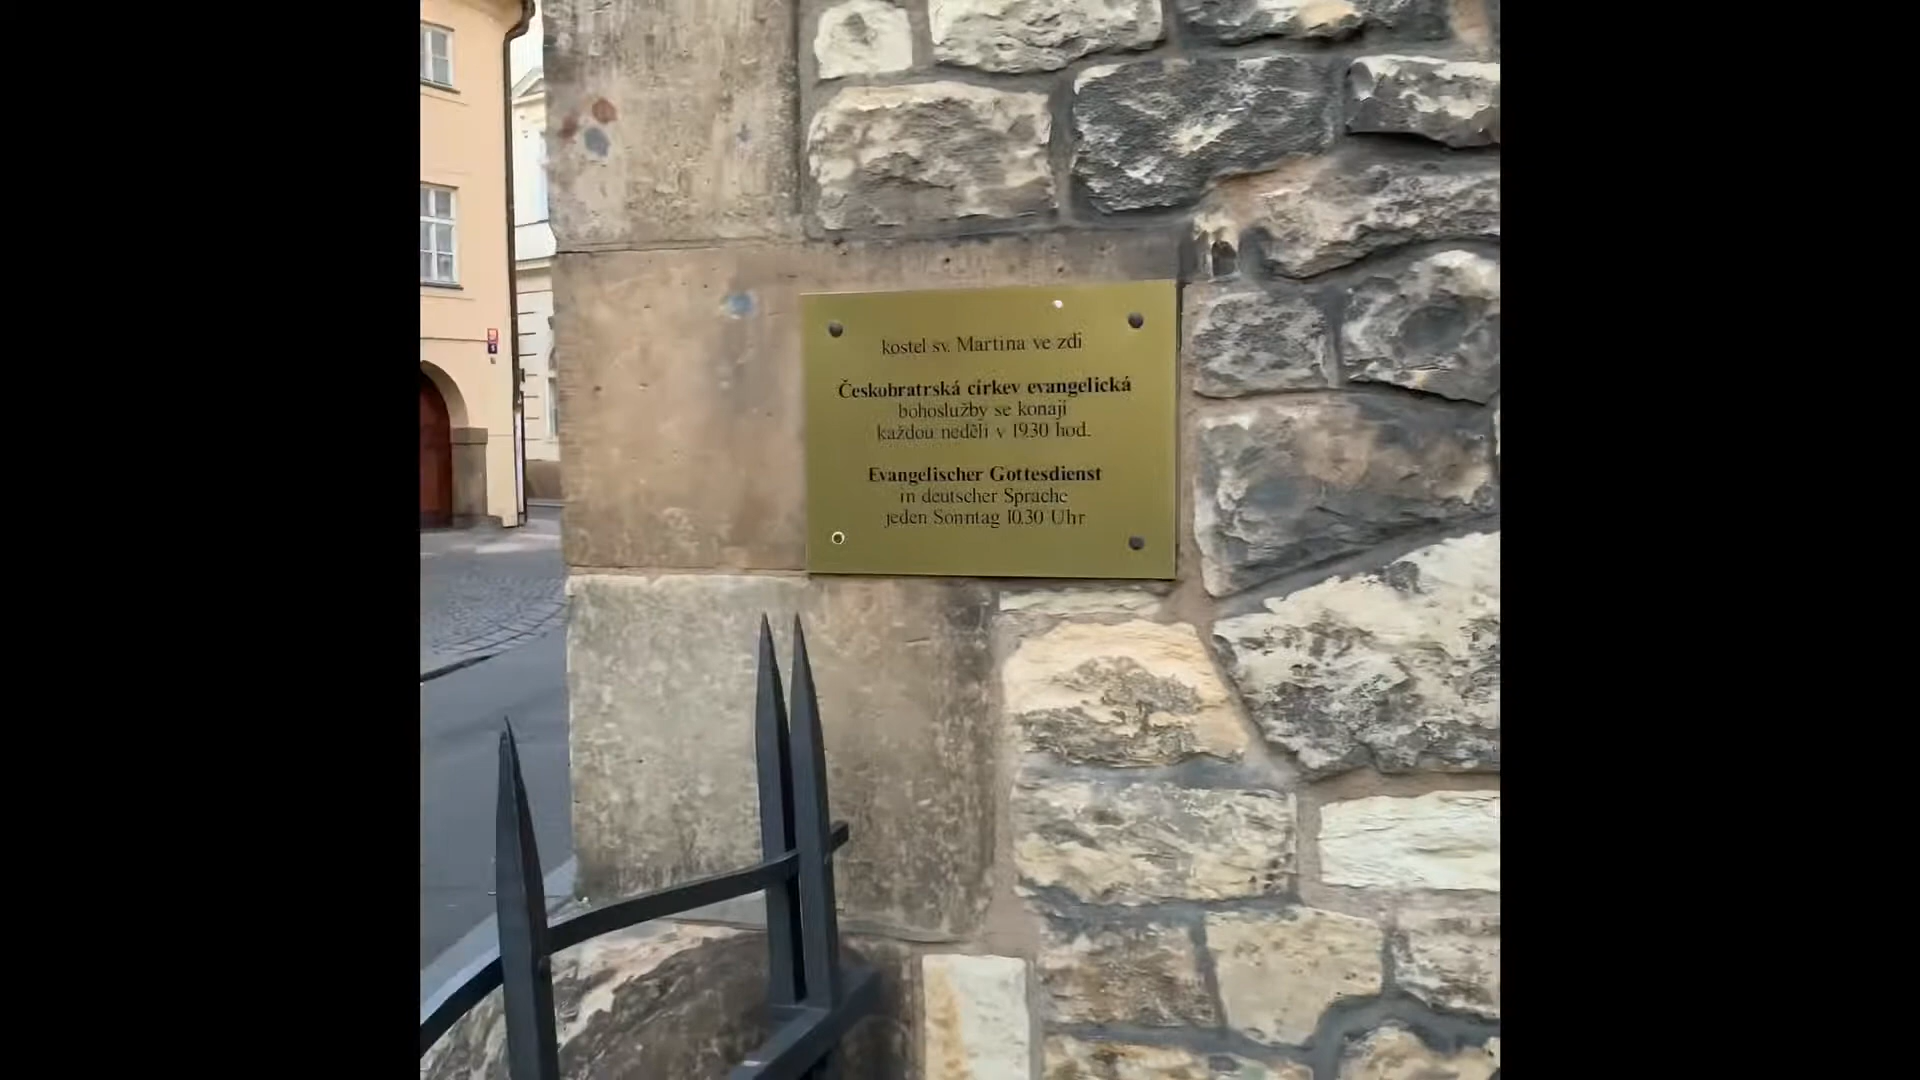 kostel sv. Martina ve zdi
Českobratrská církev evangelická
bohoslužby se konají
každou neděli v 19.30 hod.
Evangelischer Gottesdienst
in deutscher Sprache
jeden Sonntag 10.30 Uhr